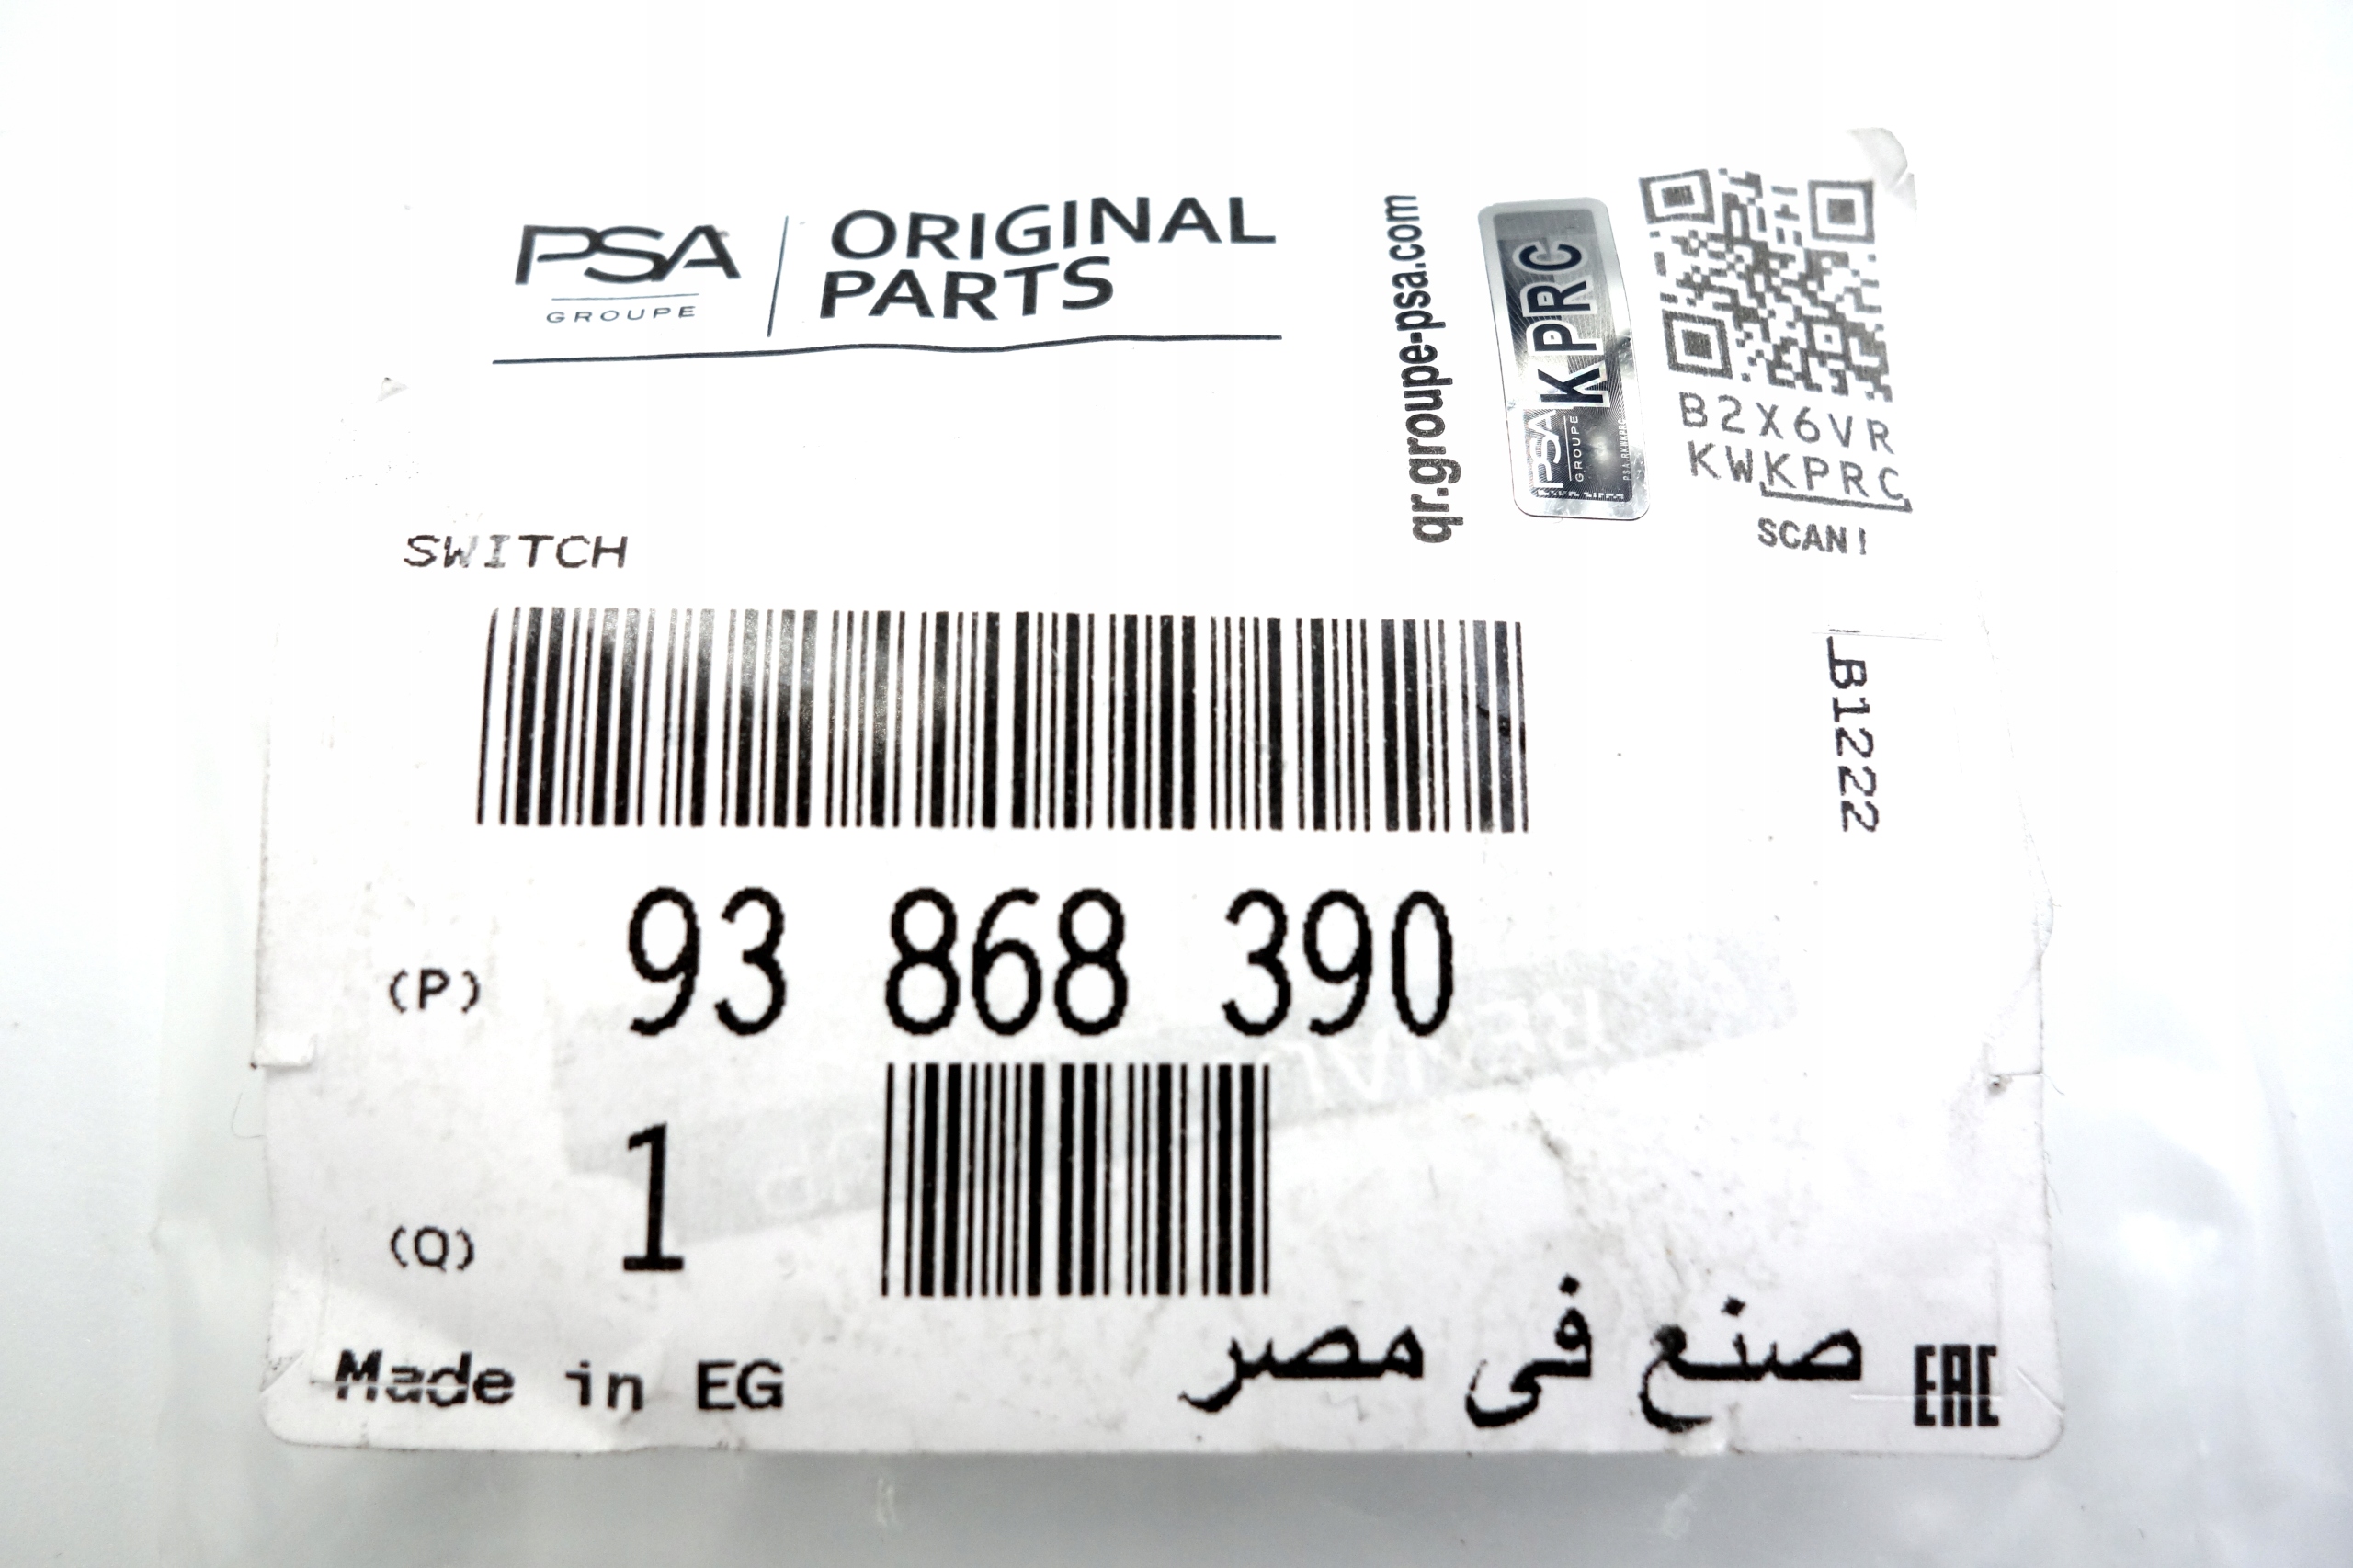 PSA
GROUPE
ORIGINAL
PARTS
qr.groupe-psa.com
PSA
GROUPE
KPRC
B2X6VR
KWKPRC
SCAN!
SWITCH
B1222
(P) 93 868 390
(Q) 1
Made in EG
صنع فى مصر
EAC